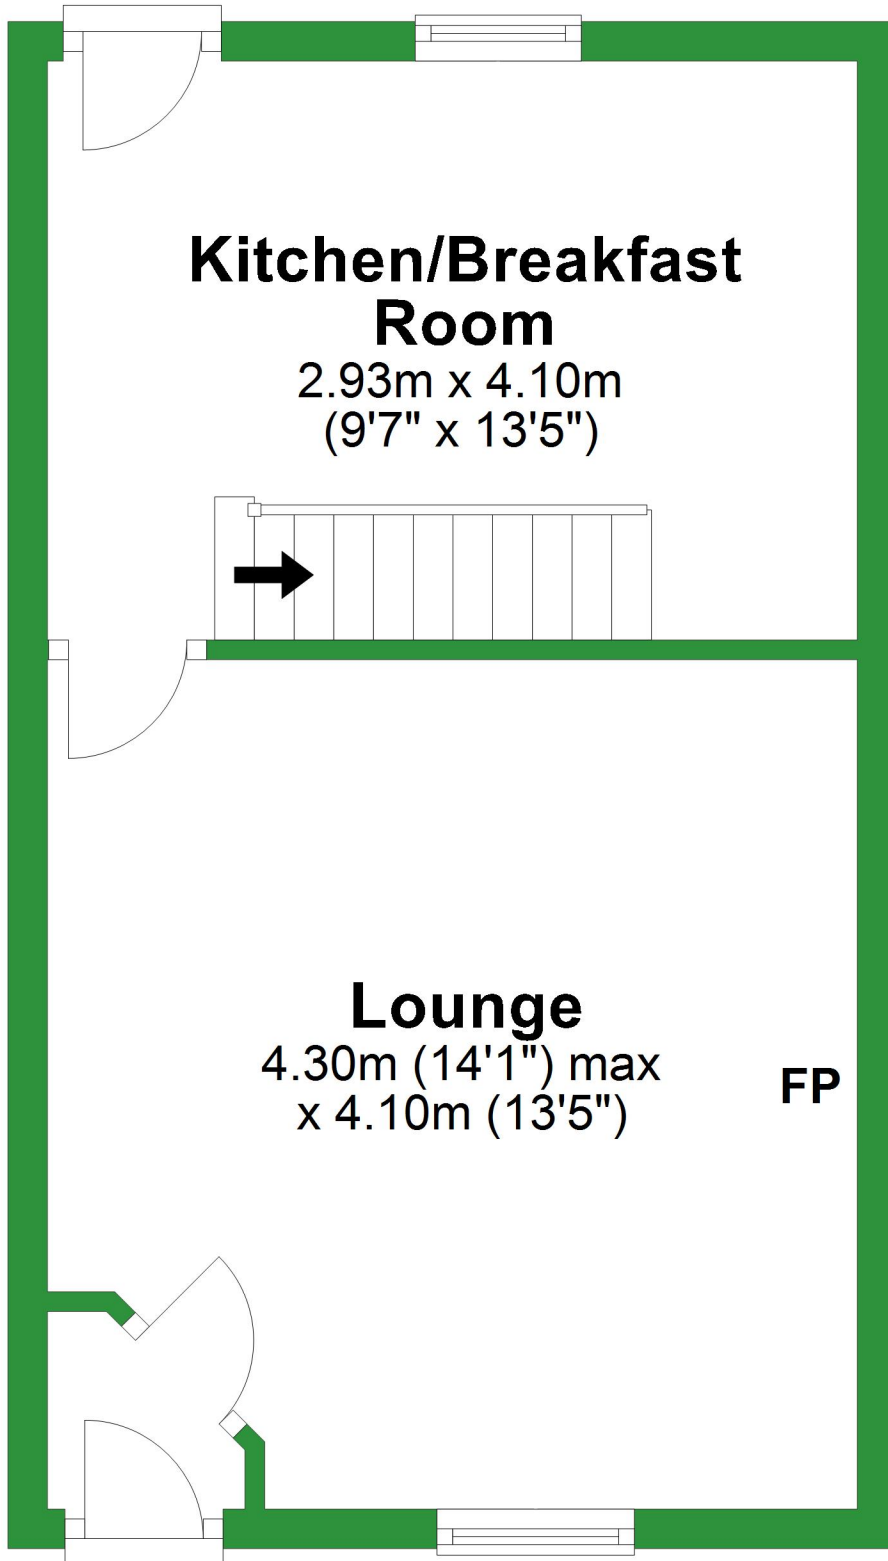 Kitchen/Breakfast
Room
2.93m x 4.10m
(9'7" x 13'5")
Lounge
4.30m (14'1") max
x 4.10m (13'5")
FP